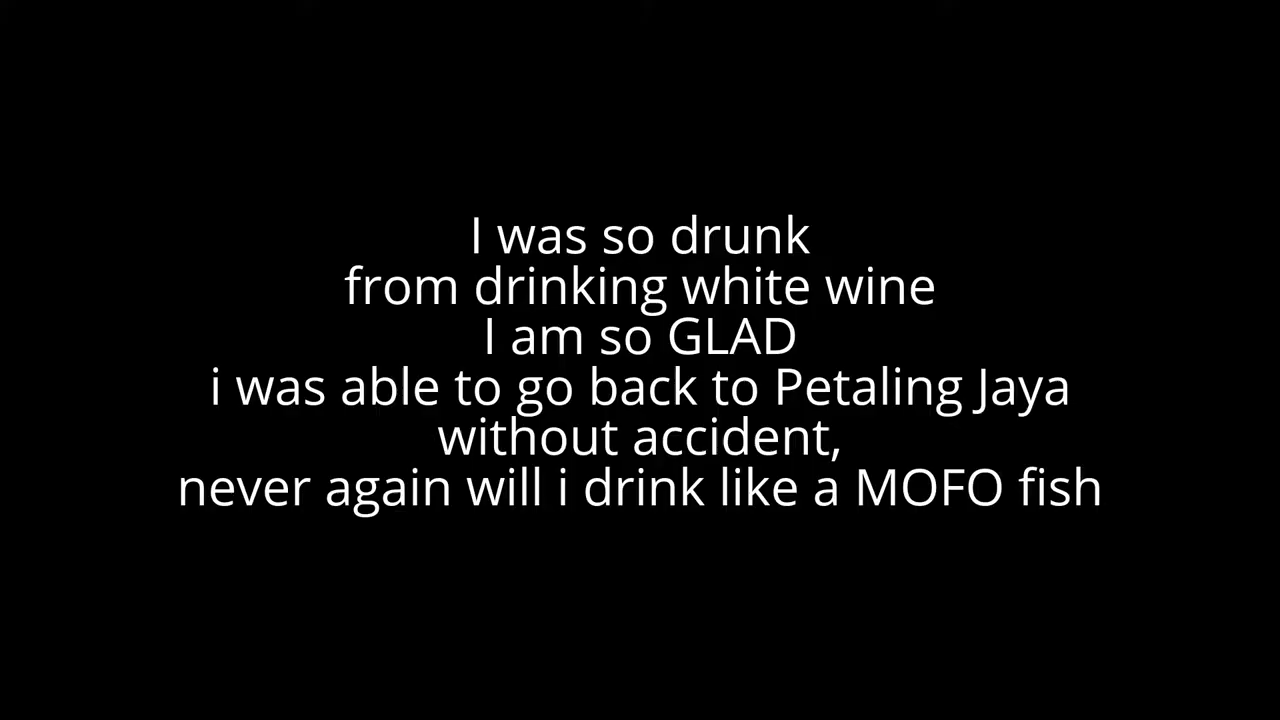 I was so drunk
from drinking white wine
I am so GLAD
i was able to go back to Petaling Jaya
without accident,
never again will i drink like a MOFO fish